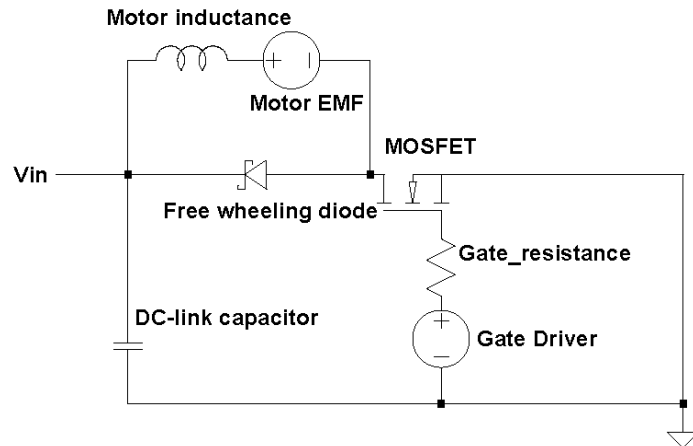 Motor inductance
Motor EMF
MOSFET
Vin
Free wheeling diode
Gate_resistance
DC-link capacitor
Gate Driver